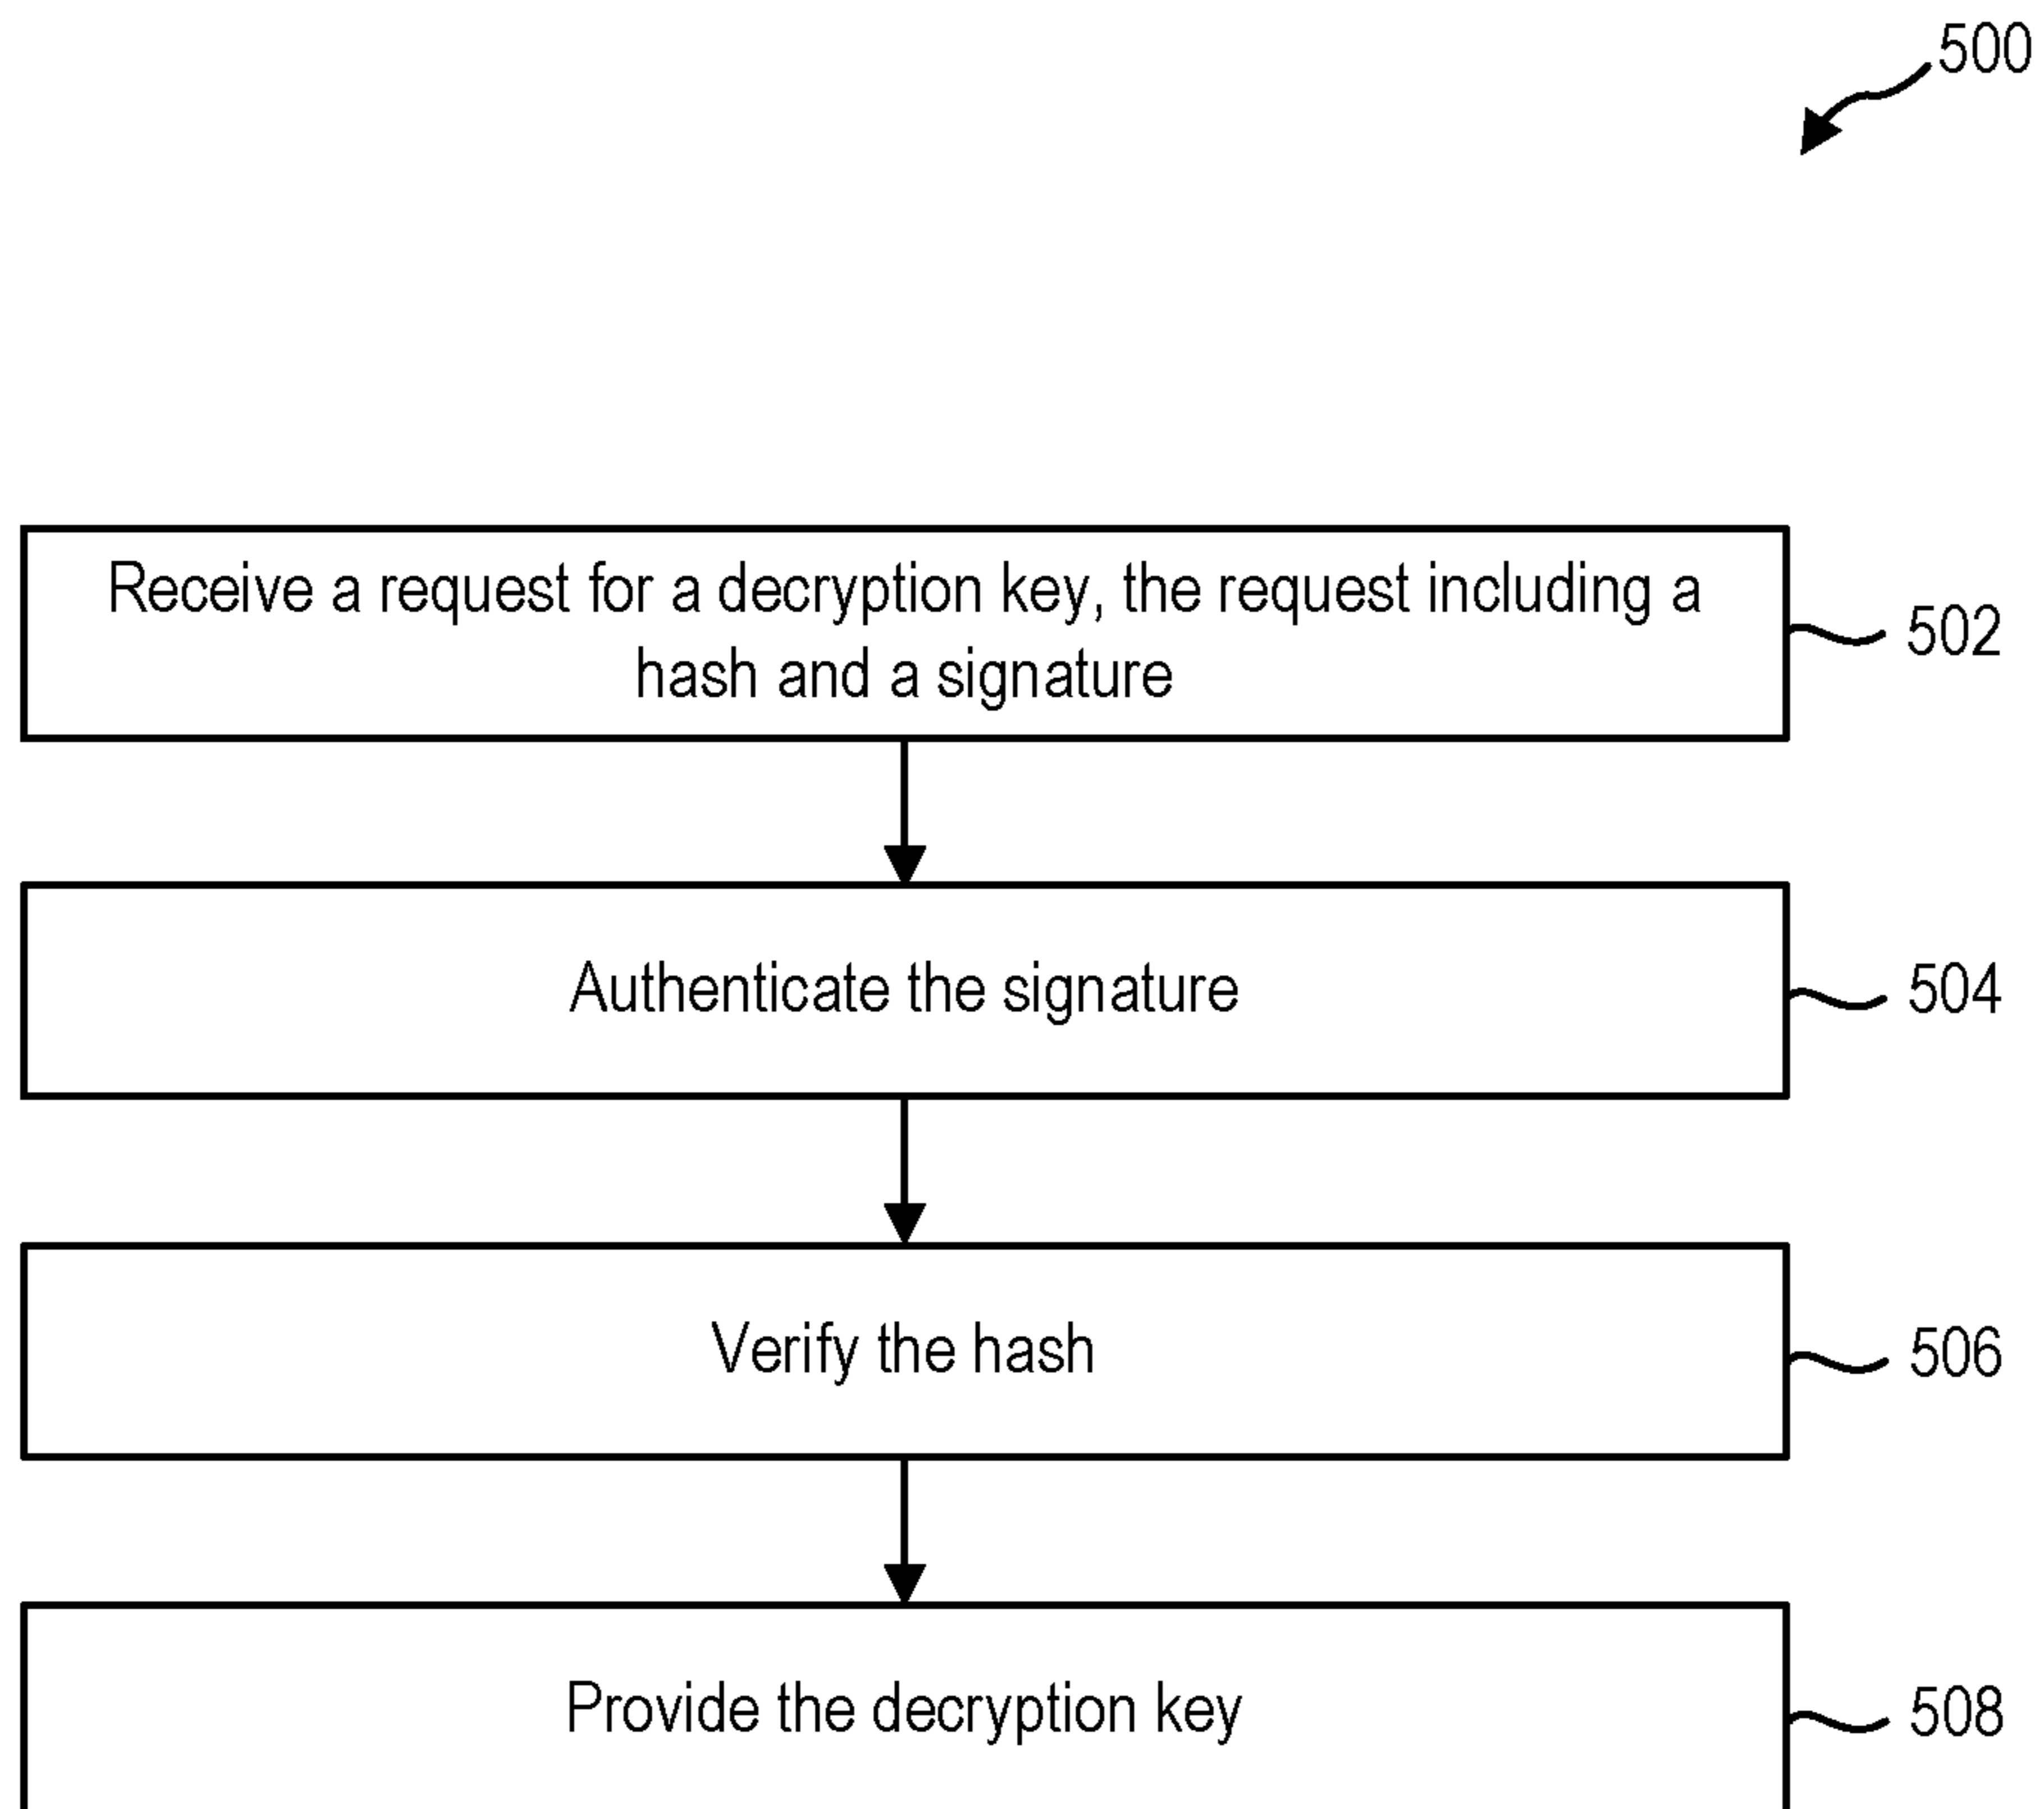 500
Receive a request for a decryption key, the request including a
hash and a signature
502
Authenticate the signature
504
Verify the hash
506
Provide the decryption key
508